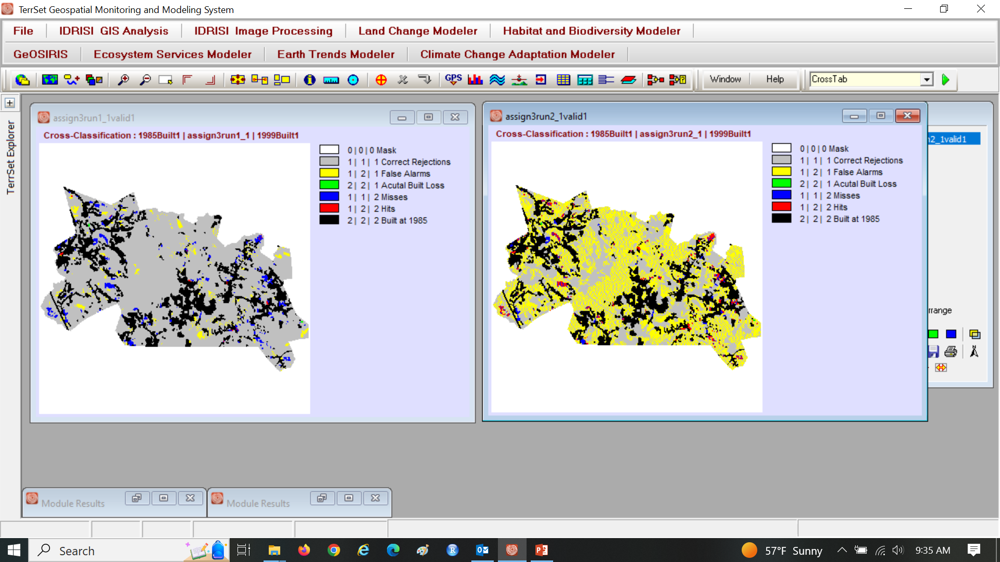 TerrSet Geospatial Monitoring and Modeling System
File IDRISI GIS Analysis IDRISI Image Processing Land Change Modeler Habitat and Biodiversity Modeler
GeOSIRIS Ecosystem Services Modeler Earth Trends Modeler Climate Change Adaptation Modeler
GPS Window Help CrossTab
TerrSet Explorer
assign3run1_1valid1
Cross-Classification : 1985Built1 | assign3run1_1 | 1999Built1
0 | 0 | 0 Mask
1 | 1 | 1 Correct Rejections
1 | 2 | 1 False Alarms
2 | 2 | 1 Acutal Built Loss
1 | 1 | 2 Misses
1 | 2 | 2 Hits
2 | 2 | 2 Built at 1985
assign3run2_1valid1
Cross-Classification : 1985Built1 | assign3run2_1 | 1999Built1
0 | 0 | 0 Mask
1 | 1 | 1 Correct Rejections
1 | 2 | 1 False Alarms
2 | 2 | 1 Acutal Built Loss
1 | 1 | 2 Misses
1 | 2 | 2 Hits
2 | 2 | 2 Built at 1985
n2_1valid1
rrange
Module Results
Module Results
Search
57°F Sunny
9:35 AM